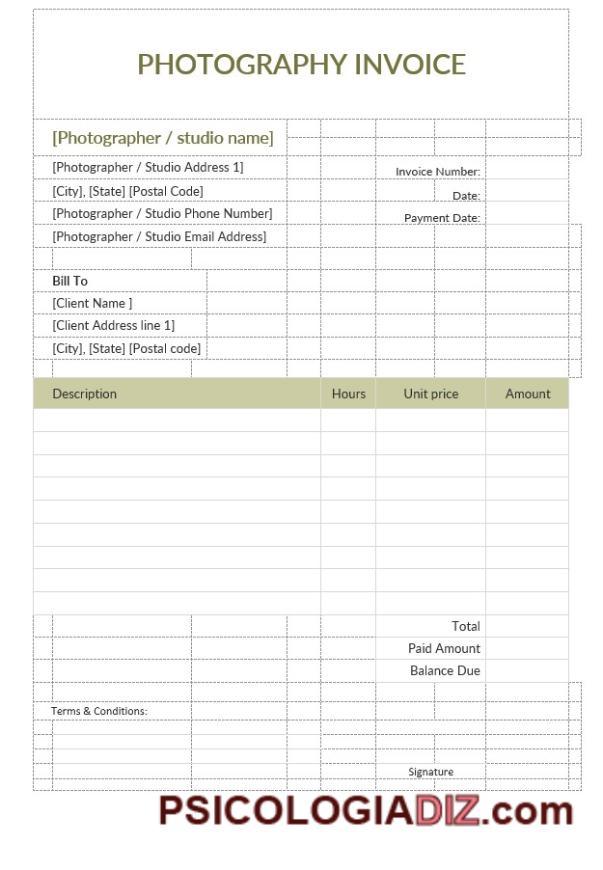 PHOTOGRAPHY INVOICE
[Photographer / studio name]
[Photographer / Studio Address 1]
Invoice Number:
[City], [State] [Postal Code]
Date:
[Photographer / Studio Phone Number]
Payment Date:
[Photographer / Studio Email Address]
Bill To
[Client Name ]
[Client Address line 1]
[City], [State] [Postal code]
Description Hours Unit price Amount
Total
Paid Amount
Balance Due
Terms & Conditions:
Signature
PSICOLOGIADIZ.com